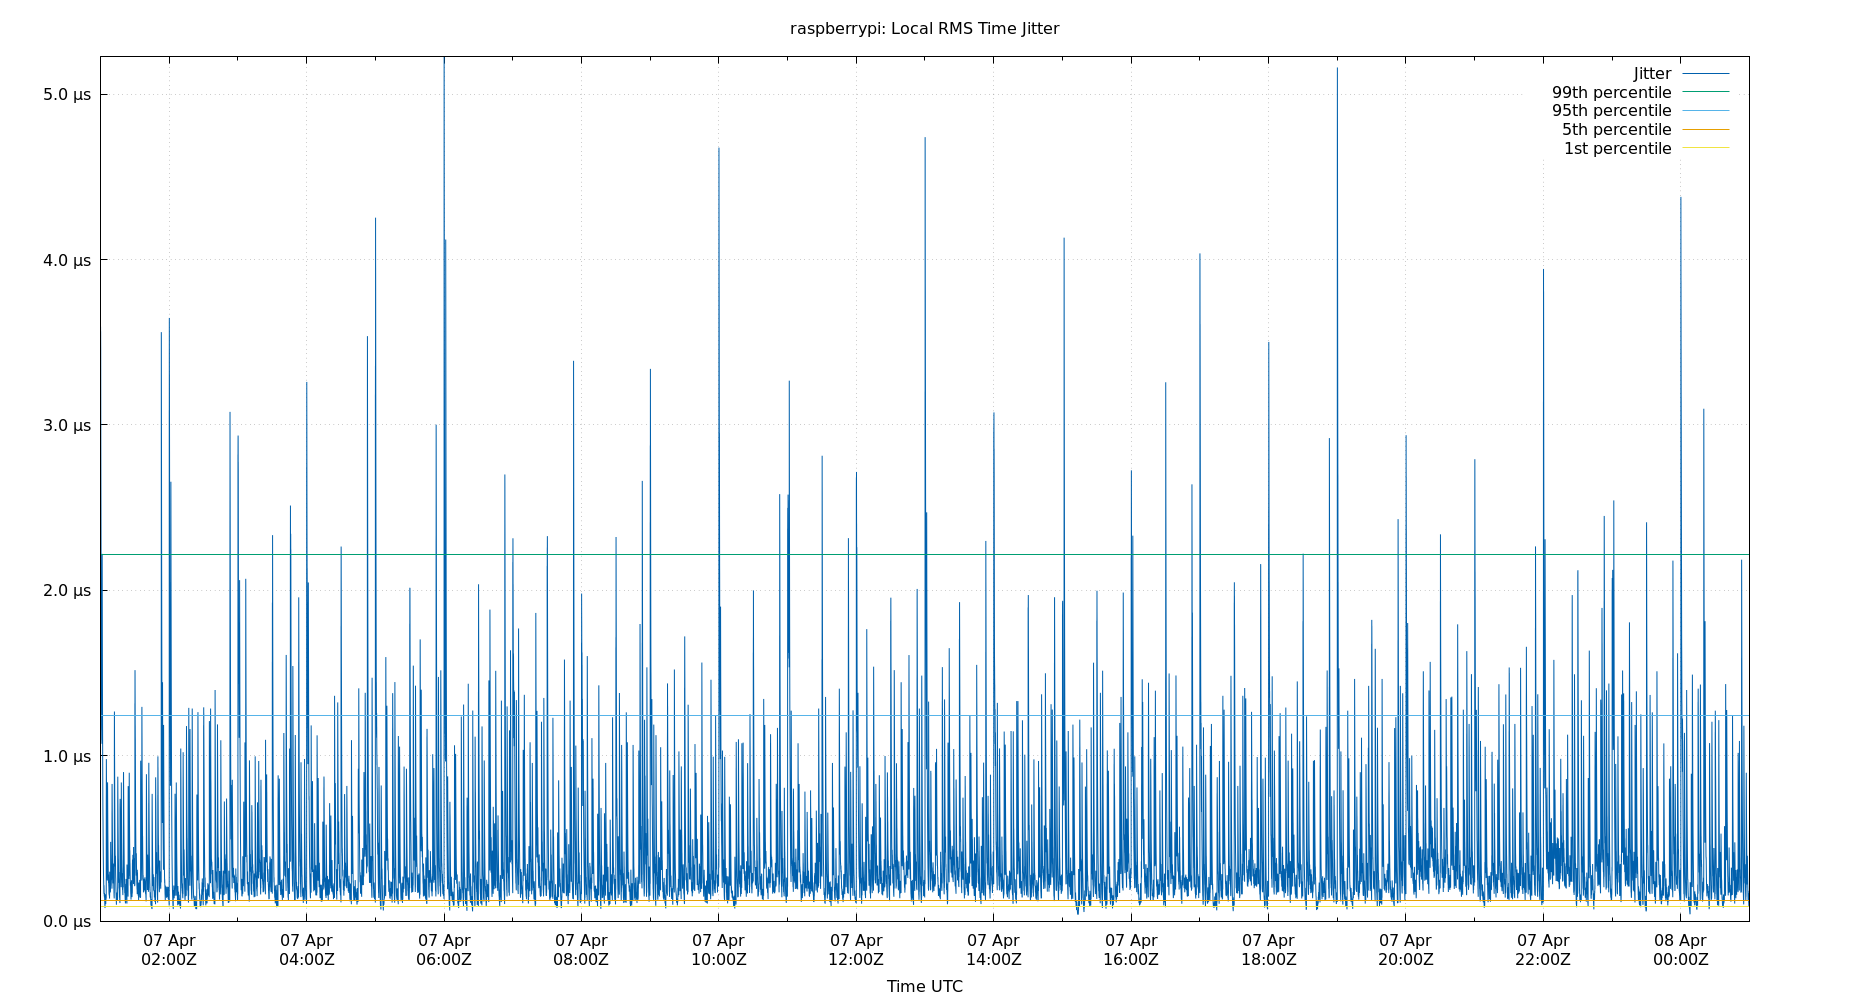 raspberrypi: Local RMS Time Jitter
Jitter
99th percentile
95th percentile
5th percentile
1st percentile
5.0 µs
4.0 µs
3.0 µs
2.0 µs
1.0 µs
0.0 µs
07 Apr 07 Apr 07 Apr 07 Apr 07 Apr 07 Apr 07 Apr 07 Apr 07 Apr 07 Apr 07 Apr 08 Apr
02:00Z 04:00Z 06:00Z 08:00Z 10:00Z 12:00Z 14:00Z 16:00Z 18:00Z 20:00Z 22:00Z 00:00Z
Time UTC